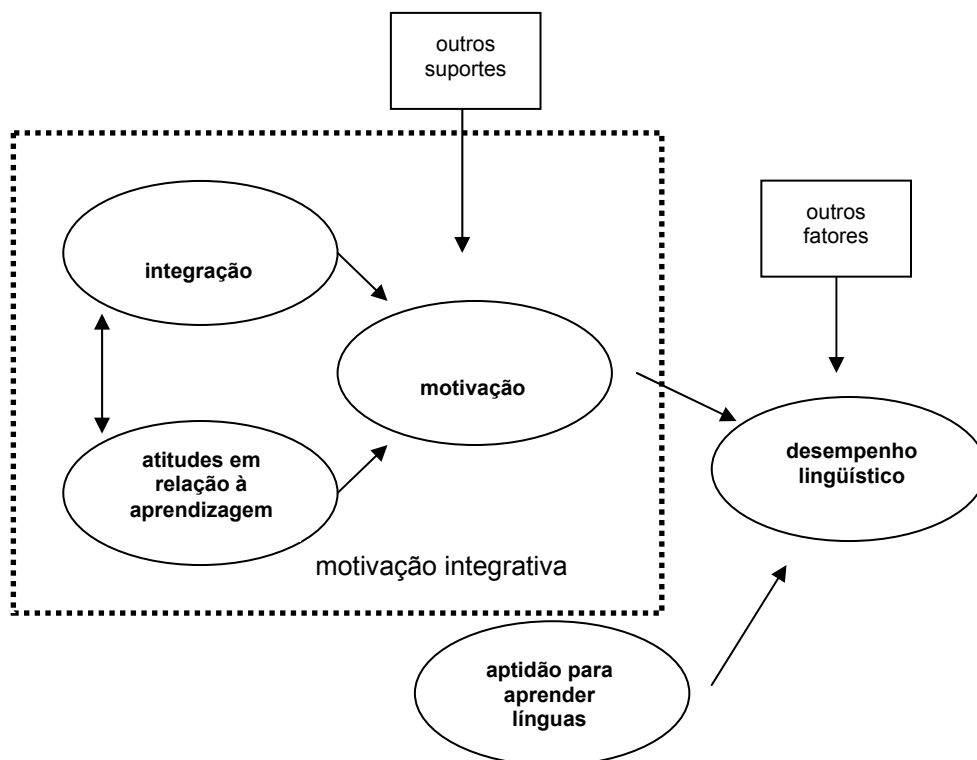 outros
suportes
outros
fatores
integração
motivação
atitudes em
relação à
aprendizagem
desempenho
lingüístico
motivação integrativa
aptidão para
aprender
línguas